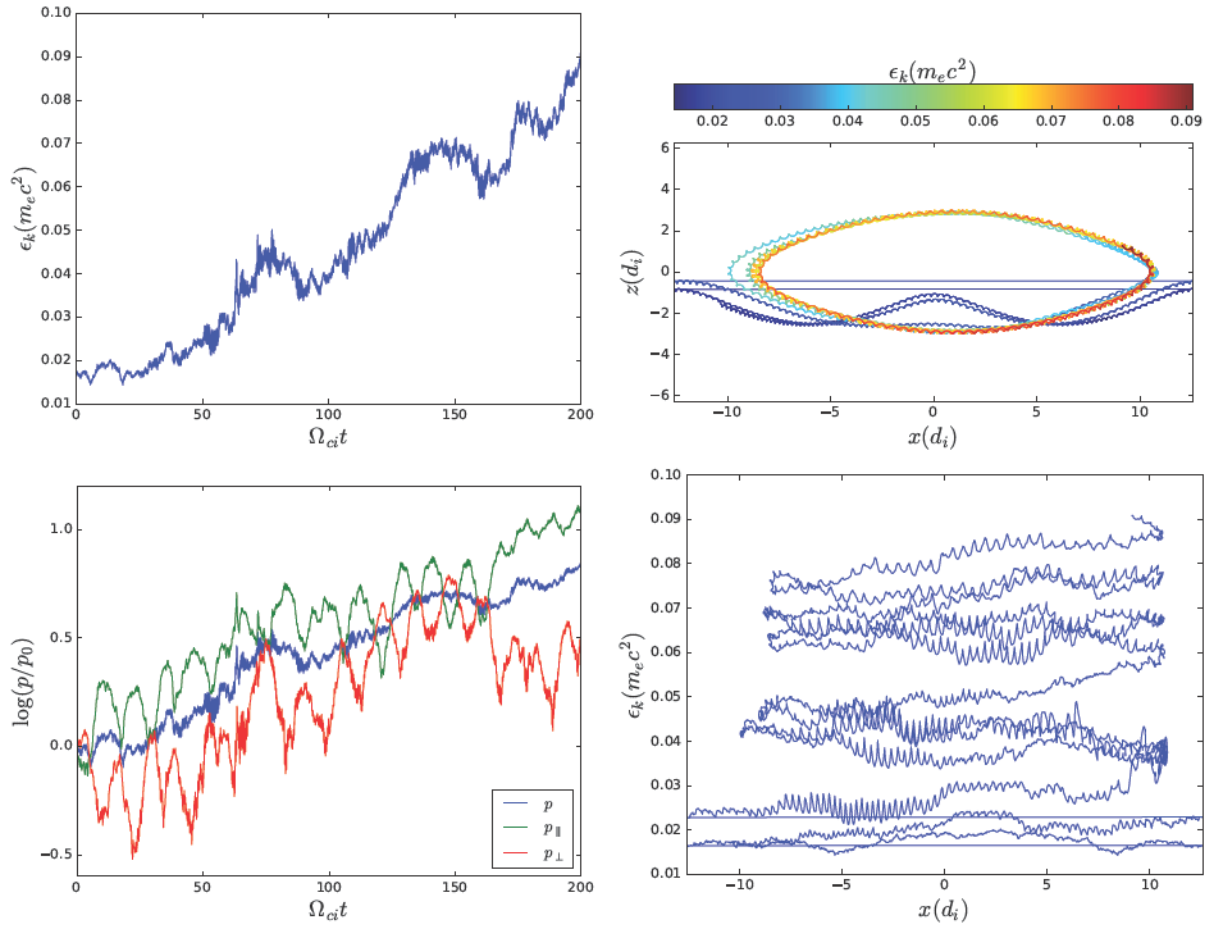 0.10
0.09
0.08
0.07
0.06
0.05
0.04
0.03
0.02
0.01
ϵₖ(mₑc²)
0 50 100 150 200
Ω_cᵢt
ϵₖ(mₑc²)
0.02 0.03 0.04 0.05 0.06 0.07 0.08 0.09
6
4
2
0
−2
−4
−6
z(dᵢ)
−10 −5 0 5 10
x(dᵢ)
1.0
0.5
0.0
−0.5
log(p/p₀)
p
p∥
p⊥
0 50 100 150 200
Ω_cᵢt
0.10
0.09
0.08
0.07
0.06
0.05
0.04
0.03
0.02
0.01
ϵₖ(mₑc²)
−10 −5 0 5 10
x(dᵢ)